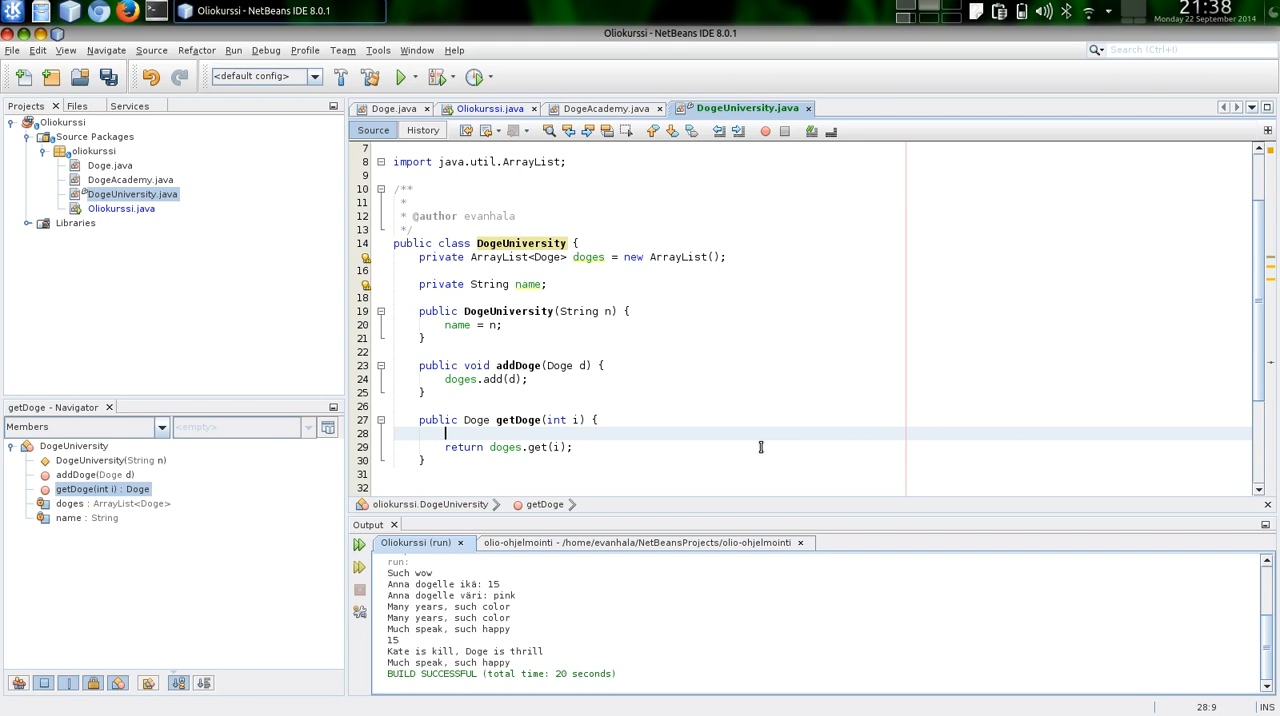 Oliokurssi - NetBeans IDE 8.0.1
21:38
Monday 22 September 2014
Oliokurssi - NetBeans IDE 8.0.1
File Edit View Navigate Source Refactor Run Debug Profile Team Tools Window Help
Search (Ctrl+I)
<default config>
Projects Files Services
Doge.java Oliokurssi.java DogeAcademy.java DogeUniversity.java
Source History
Oliokurssi
Source Packages
oliokurssi
Doge.java
DogeAcademy.java
DogeUniversity.java
Oliokurssi.java
Libraries
7
8 import java.util.ArrayList;
9
10 /**
11 *
12 * @author evanhala
13 */
14 public class DogeUniversity {
private ArrayList<Doge> doges = new ArrayList();
16
private String name;
18
19 public DogeUniversity(String n) {
20 name = n;
21 }
22
23 public void addDoge(Doge d) {
24 doges.add(d);
25 }
26
27 public Doge getDoge(int i) {
28
29 return doges.get(i);
30 }
31
32
getDoge - Navigator
Members
<empty>
DogeUniversity
DogeUniversity(String n)
addDoge(Doge d)
getDoge(int i) : Doge
doges : ArrayList<Doge>
name : String
oliokurssi.DogeUniversity getDoge
Output
Oliokurssi (run) olio-ohjelmointi - /home/evanhala/NetBeansProjects/olio-ohjelmointi
run:
Such wow
Anna dogelle ikä: 15
Anna dogelle väri: pink
Many years, such color
Many years, such color
Much speak, such happy
15
Kate is kill, Doge is thrill
Much speak, such happy
BUILD SUCCESSFUL (total time: 20 seconds)
28:9 INS